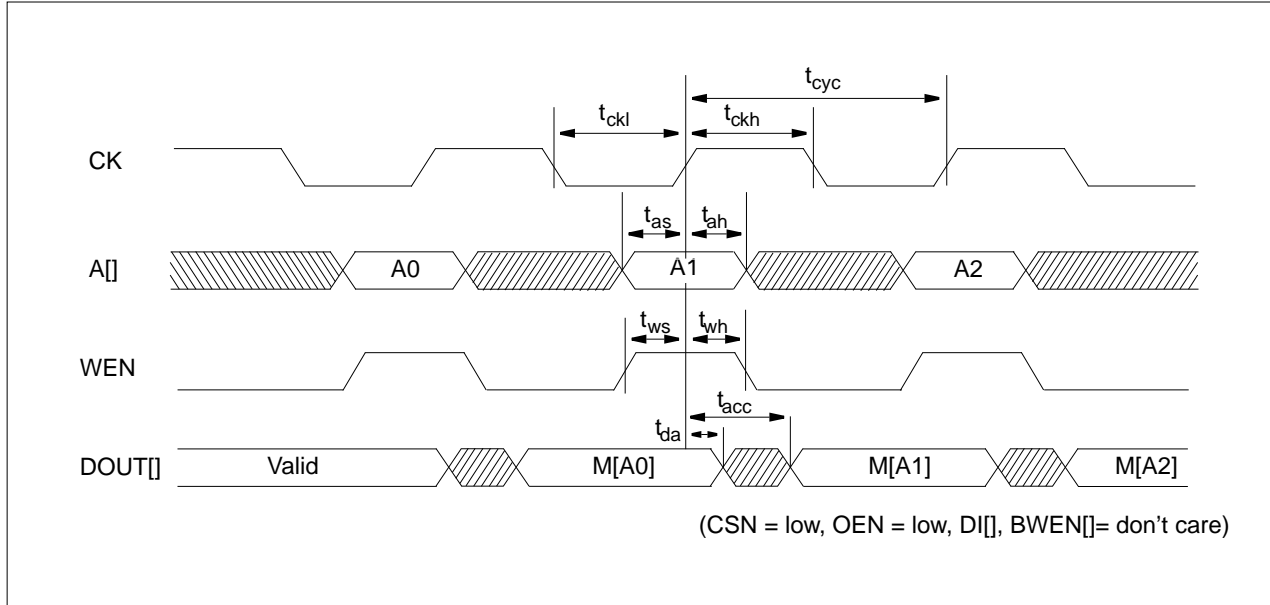 t_cyc
t_ckl t_ckh
CK
t_as t_ah
A[] A0 A1 A2
t_ws t_wh
WEN
t_acc
t_da
DOUT[] Valid M[A0] M[A1] M[A2]
(CSN = low, OEN = low, DI[], BWEN[]= don't care)